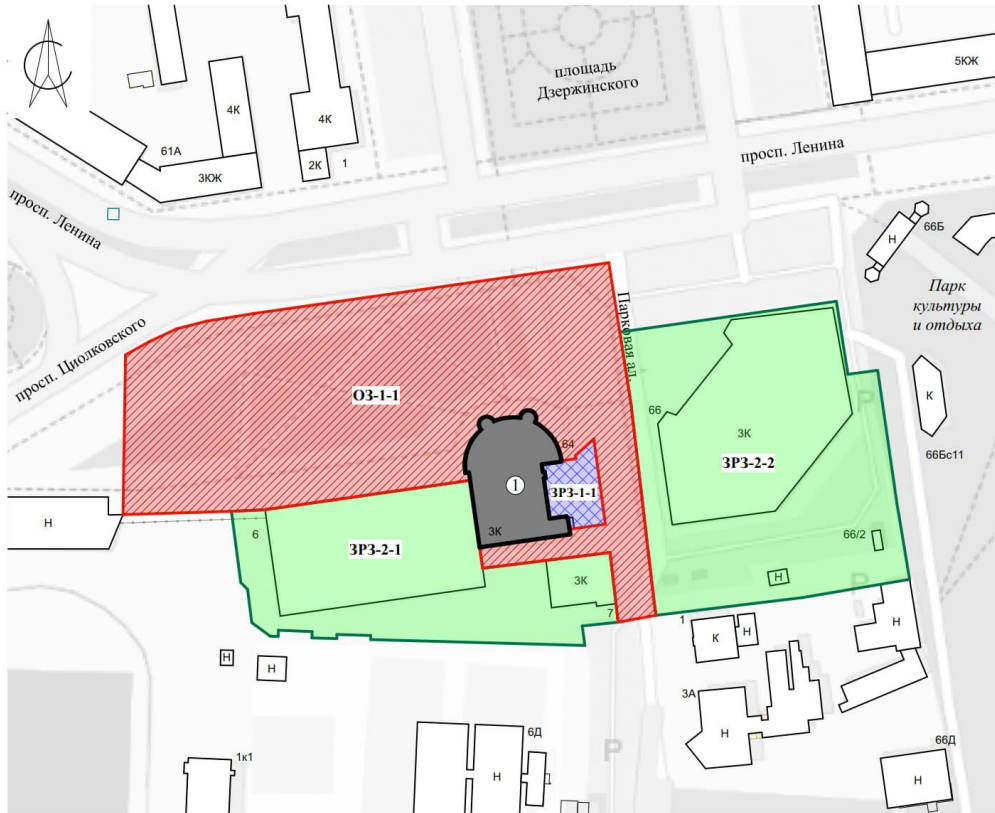 площадь
Дзержинского
5КЖ
4К
4К
61А
2К
1
3КЖ
просп. Ленина
просп. Ленина
66Б
Н
Парк
культуры
и отдыха
Парковая ал.
просп. Циолковского
ОЗ-1-1
К
Р
66
64
3К
ЗРЗ-2-2
66Бс11
1
ЗРЗ-1-1
Н
6
3К
66/2
ЗРЗ-2-1
3К
Н
Р
7
1
К
Н
Н
Н
Н
3А
Н
6Д
Р
66Д
1к1
Н
Н